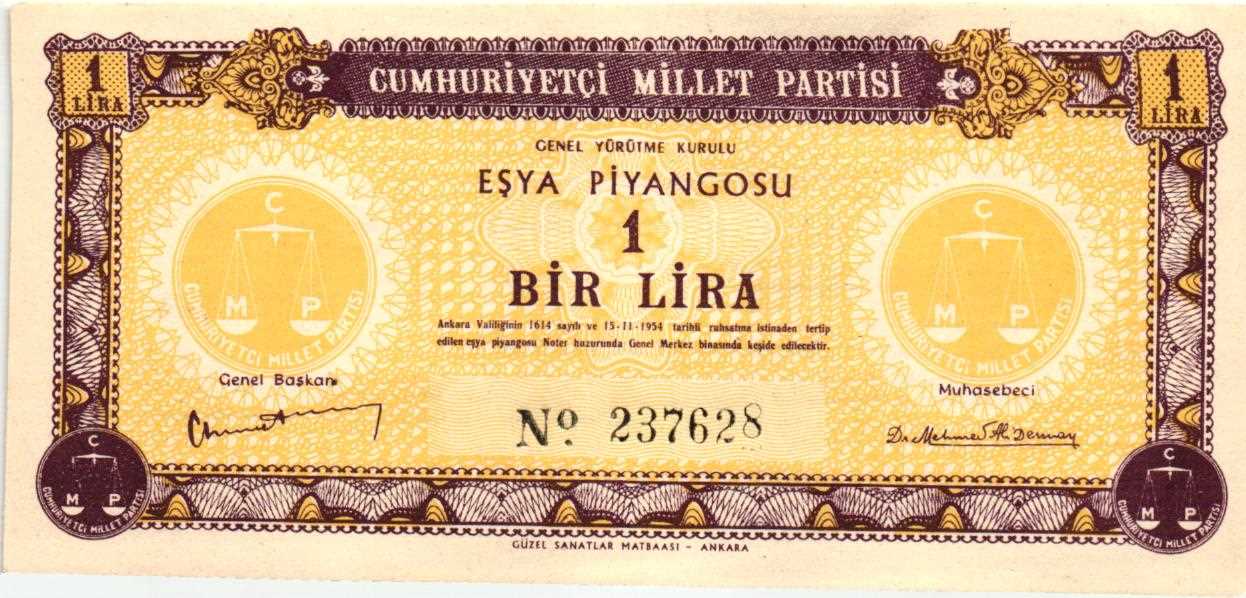 1
LİRA
CUMHURİYETÇİ MİLLET PARTİSİ
1
LİRA
GENEL YÜRÜTME KURULU
EŞYA PİYANGOSU
1
BİR LİRA
Ankara Valiliğinin 1614 sayılı ve 15-11-1954 tarihli ruhsatına istinaden tertip
edilen eşya piyangosu Noter huzurunda Genel Merkez binasında keşide edilecektir.
C
M P
CUMHURİYETÇİ MİLLET PARTİSİ
C
M P
CUMHURİYETÇİ MİLLET PARTİSİ
Genel Başkan
Muhasebeci
Nº 237628
Dr. Mehmed Ali Dermay
C
M P
CUMHURİYETÇİ MİLLET PARTİSİ
C
M P
CUMHURİYETÇİ MİLLET PARTİSİ
GÜZEL SANATLAR MATBAASI - ANKARA